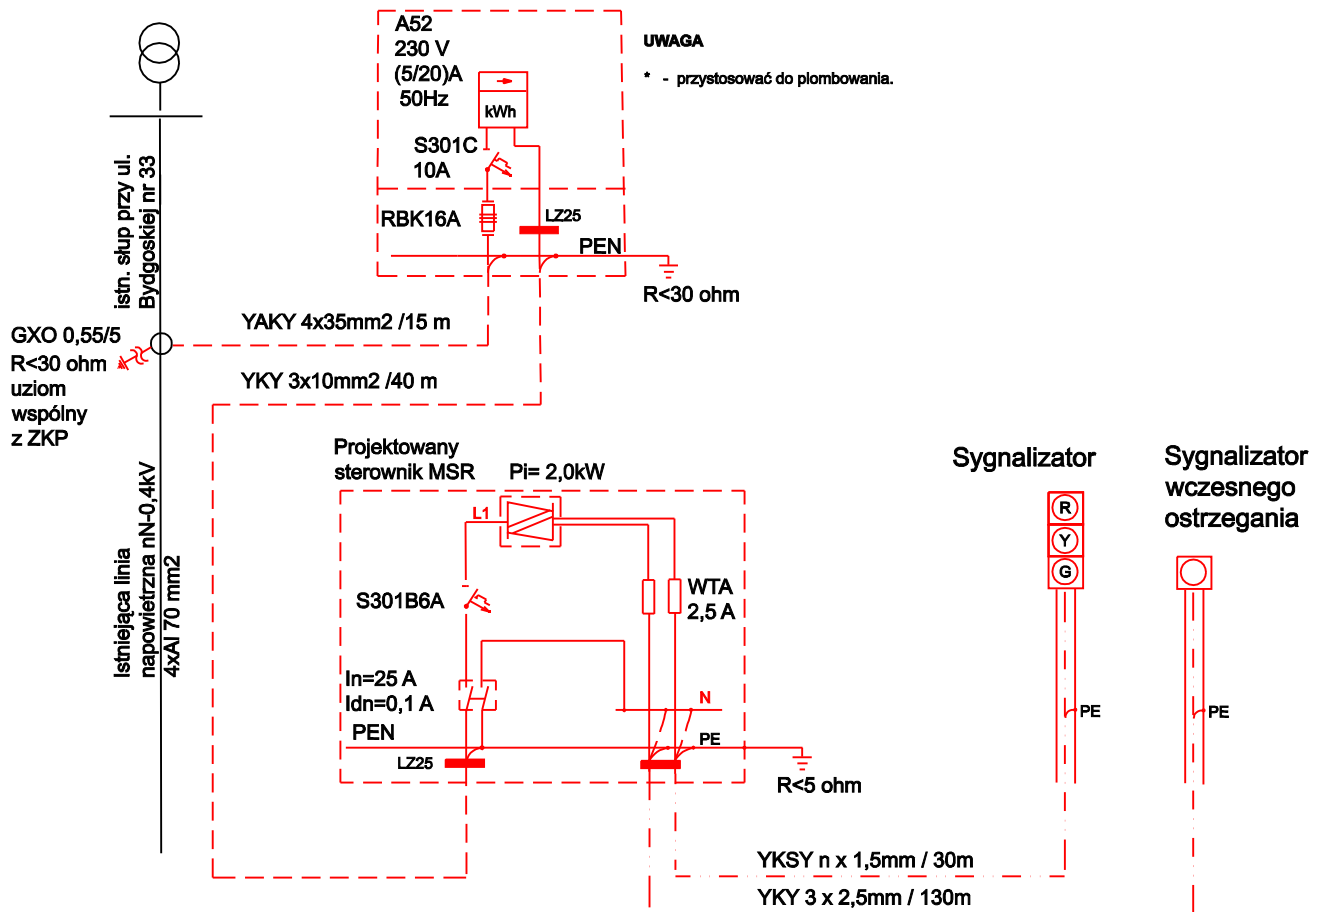 A52
230 V
(5/20)A
50Hz
kWh
S301C
10A
RBK16A
LZ25
PEN
R<30 ohm
UWAGA
* - przystosować do plombowania.
istn. słup przy ul.
Bydgoskiej nr 33
GXO 0,55/5
R<30 ohm
uziom
wspólny
z ZKP
YAKY 4x35mm2 /15 m
YKY 3x10mm2 /40 m
Istniejąca linia
napowietrzna nN-0,4kV
4xAl 70 mm2
Projektowany
sterownik MSR
Pi= 2,0kW
L1
S301B6A
WTA
2,5 A
In=25 A
Idn=0,1 A
N
PEN
PE
LZ25
R<5 ohm
Sygnalizator
R
Y
G
PE
Sygnalizator
wczesnego
ostrzegania
PE
YKSY n x 1,5mm / 30m
YKY 3 x 2,5mm / 130m